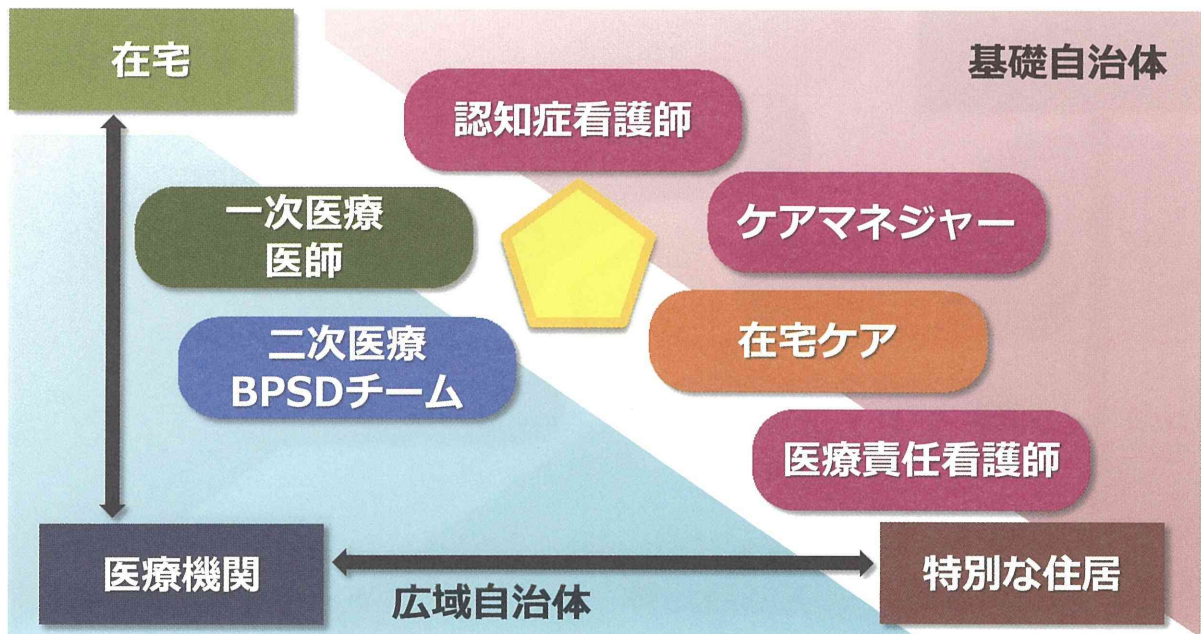 在宅
基礎自治体
認知症看護師
一次医療
医師
ケアマネジャー
二次医療
BPSDチーム
在宅ケア
医療責任看護師
医療機関
広域自治体
特別な住居